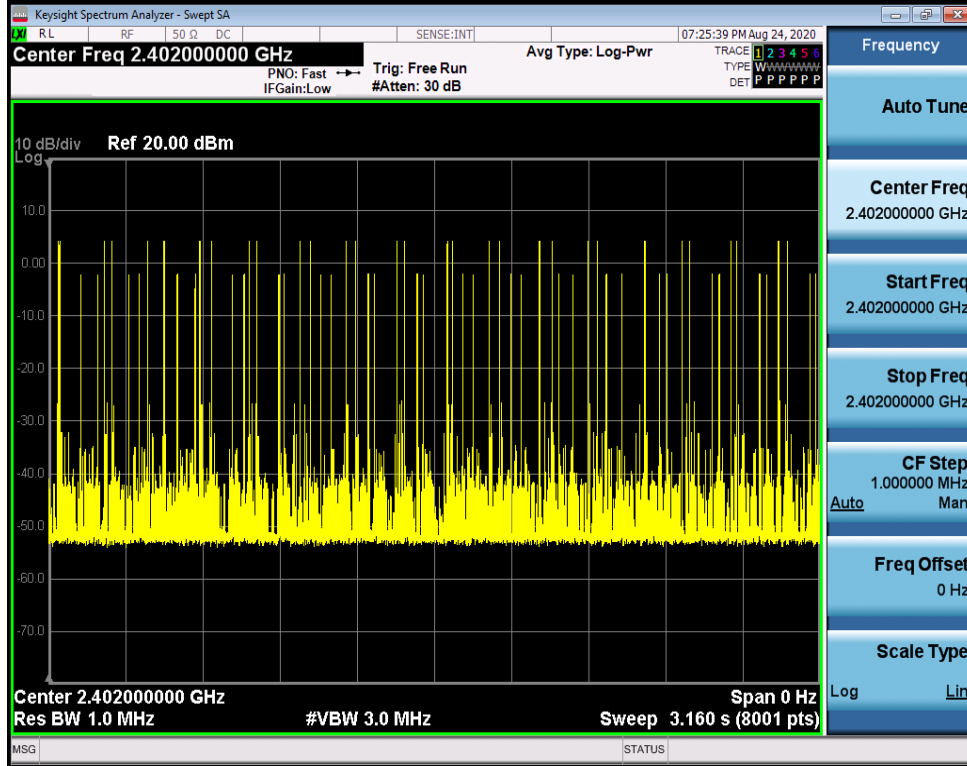 Keysight Spectrum Analyzer - Swept SA
LXI RL RF 50 Ω DC SENSE:INT 07:25:39 PM Aug 24, 2020
Center Freq 2.402000000 GHz
PNO: Fast
IFGain:Low
Trig: Free Run
#Atten: 30 dB
Avg Type: Log-Pwr
TRACE 1 2 3 4 5 6
TYPE WWWWWW
DET P P P P P P
10 dB/div Ref 20.00 dBm
Log
10.0
0.00
-10.0
-20.0
-30.0
-40.0
-50.0
-60.0
-70.0
Center 2.402000000 GHz Span 0 Hz
Res BW 1.0 MHz #VBW 3.0 MHz Sweep 3.160 s (8001 pts)
MSG STATUS
Frequency
Auto Tune
Center Freq
2.402000000 GHz
Start Freq
2.402000000 GHz
Stop Freq
2.402000000 GHz
CF Step
1.000000 MHz
Auto Man
Freq Offset
0 Hz
Scale Type
Log Lin